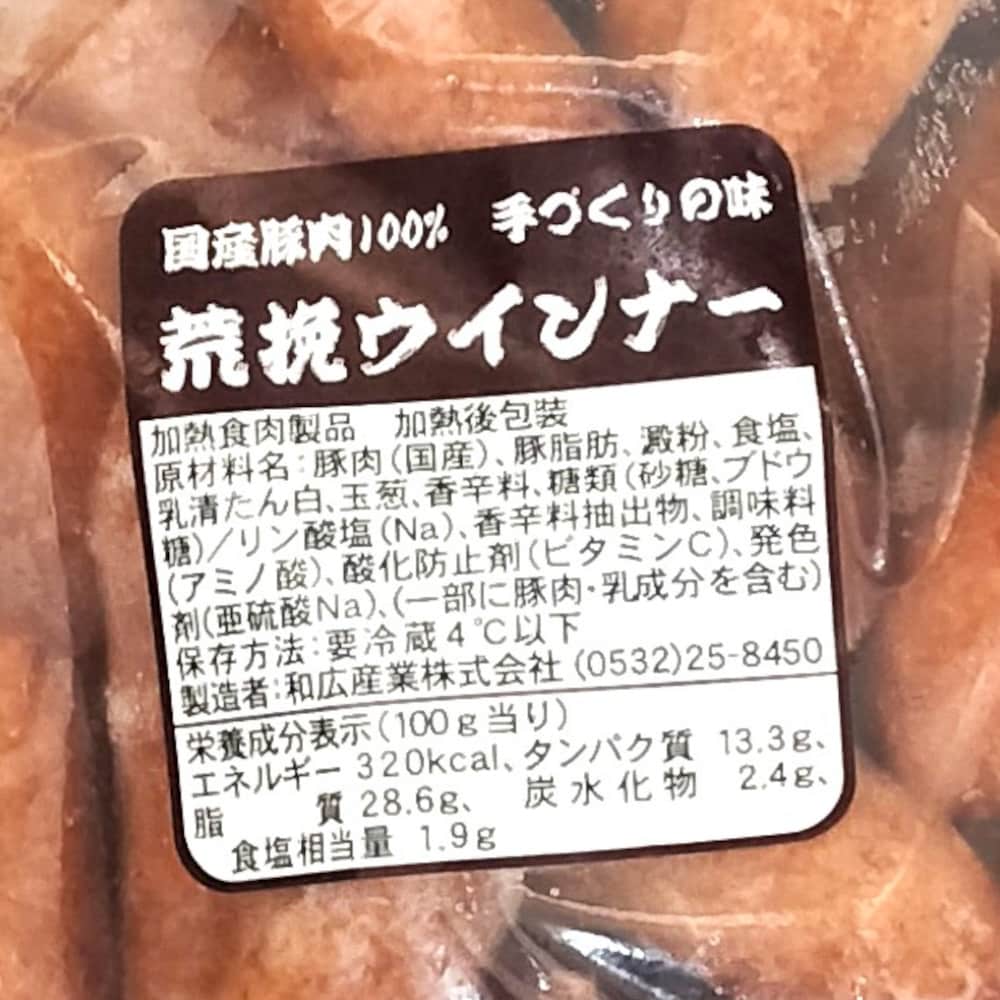 国産豚肉100% 手づくりの味
荒挽ウインナー
加熱食肉製品 加熱後包装
原材料名:豚肉(国産)、豚脂肪、澱粉、食塩、
乳清たん白、玉葱、香辛料、糖類(砂糖、ブドウ
糖)/リン酸塩(Na)、香辛料抽出物、調味料
(アミノ酸)、酸化防止剤(ビタミンC)、発色
剤(亜硫酸Na)、(一部に豚肉・乳成分を含む)
保存方法:要冷蔵4℃以下
製造者:和広産業株式会社 (0532)25-8450
栄養成分表示(100g当り)
エネルギー 320kcal、タンパク質 13.3g、
脂 質 28.6g、 炭水化物 2.4g、
食塩相当量 1.9g